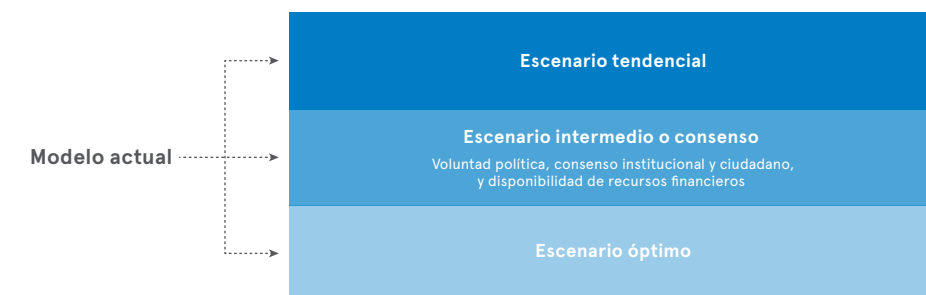 Escenario tendencial
Modelo actual
Escenario intermedio o consenso
Voluntad política, consenso institucional y ciudadano,
y disponibilidad de recursos financieros
Escenario óptimo